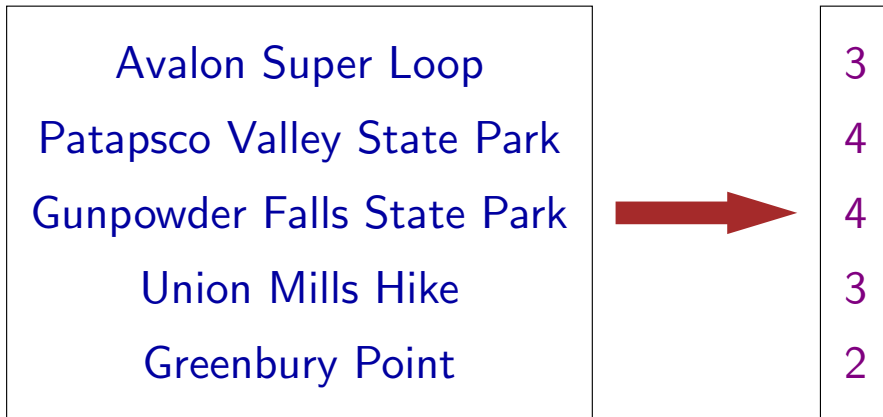 Avalon Super Loop
Patapsco Valley State Park
Gunpowder Falls State Park
Union Mills Hike
Greenbury Point
3
4
4
3
2